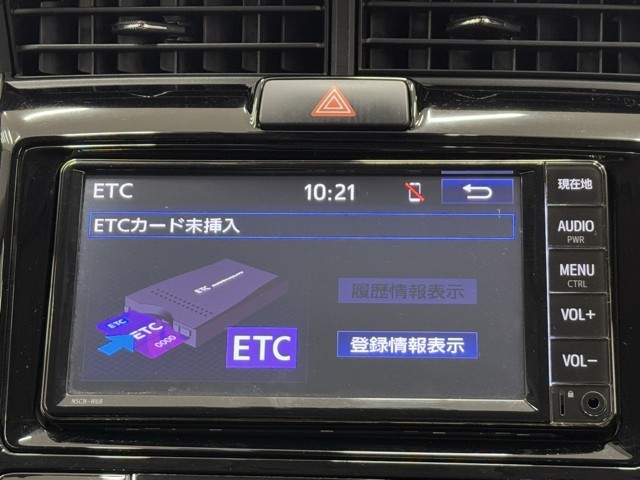 ETC
10:21
現在地
ETCカード未挿入
AUDIO
PWR
ETC
履歴情報表示
MENU
CTRL
ETC
ETC
0000
ETC
登録情報表示
VOL+
VOL−
NSCN-W68